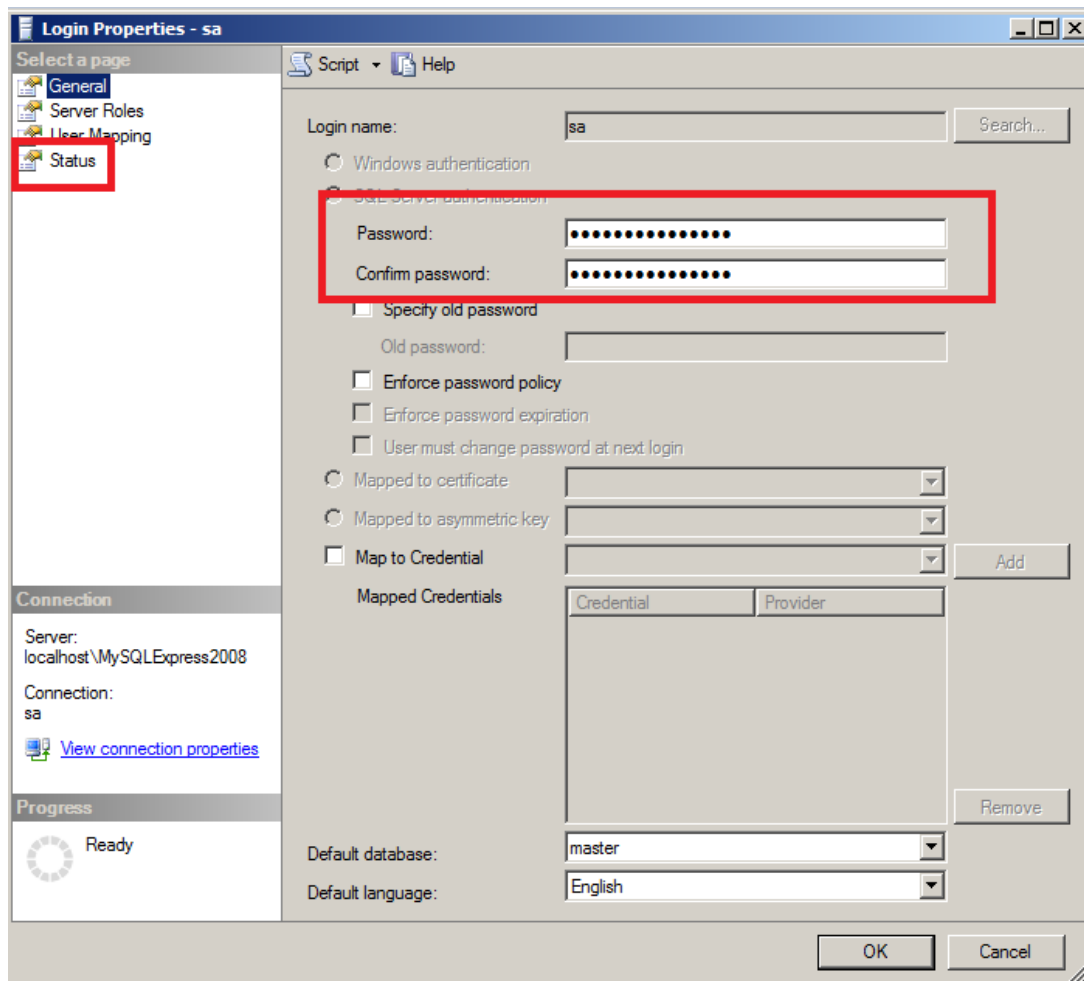 Login Properties - sa
Select a page
General
Server Roles
User Mapping
Status
Script Help
Login name: sa Search...
Windows authentication
SQL Server authentication
Password: •••••••••••••••
Confirm password: •••••••••••••••
Specify old password
Old password:
Enforce password policy
Enforce password expiration
User must change password at next login
Mapped to certificate
Mapped to asymmetric key
Map to Credential Add
Mapped Credentials Credential Provider
Remove
Default database: master
Default language: English
Connection
Server:
localhost\MySQLExpress2008
Connection:
sa
View connection properties
Progress
Ready
OK Cancel